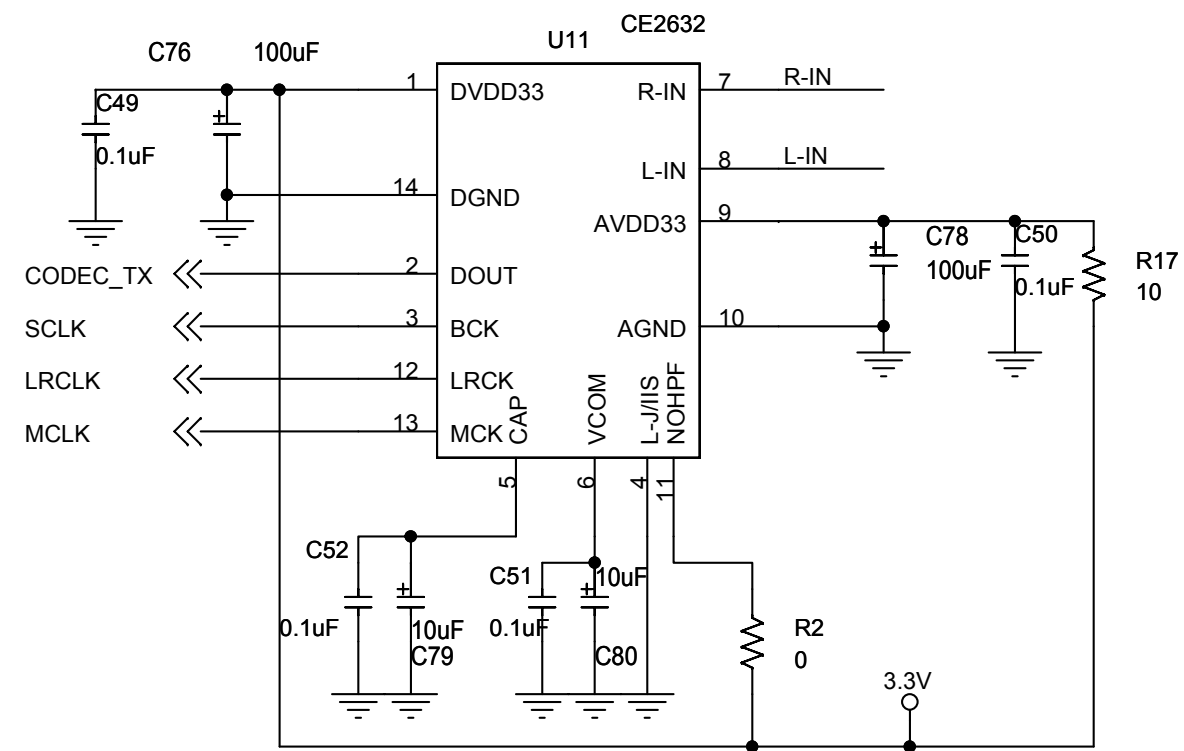 CE2632
U11
C76 100uF
1 DVDD33
R-IN 7 R-IN
C49
+
0.1uF
L-IN 8 L-IN
14 DGND
AVDD33 9
C78 C50
+
100uF 0.1uF
R17
10
CODEC_TX
2 DOUT
SCLK
3 BCK
AGND 10
LRCLK
12 LRCK
MCLK
13 MCK
CAP
VCOM
L-J/IIS
NOHPF
5
6
4
11
C52
0.1uF
+
10uF
C79
C51
0.1uF
+
10uF
C80
R2
0
3.3V